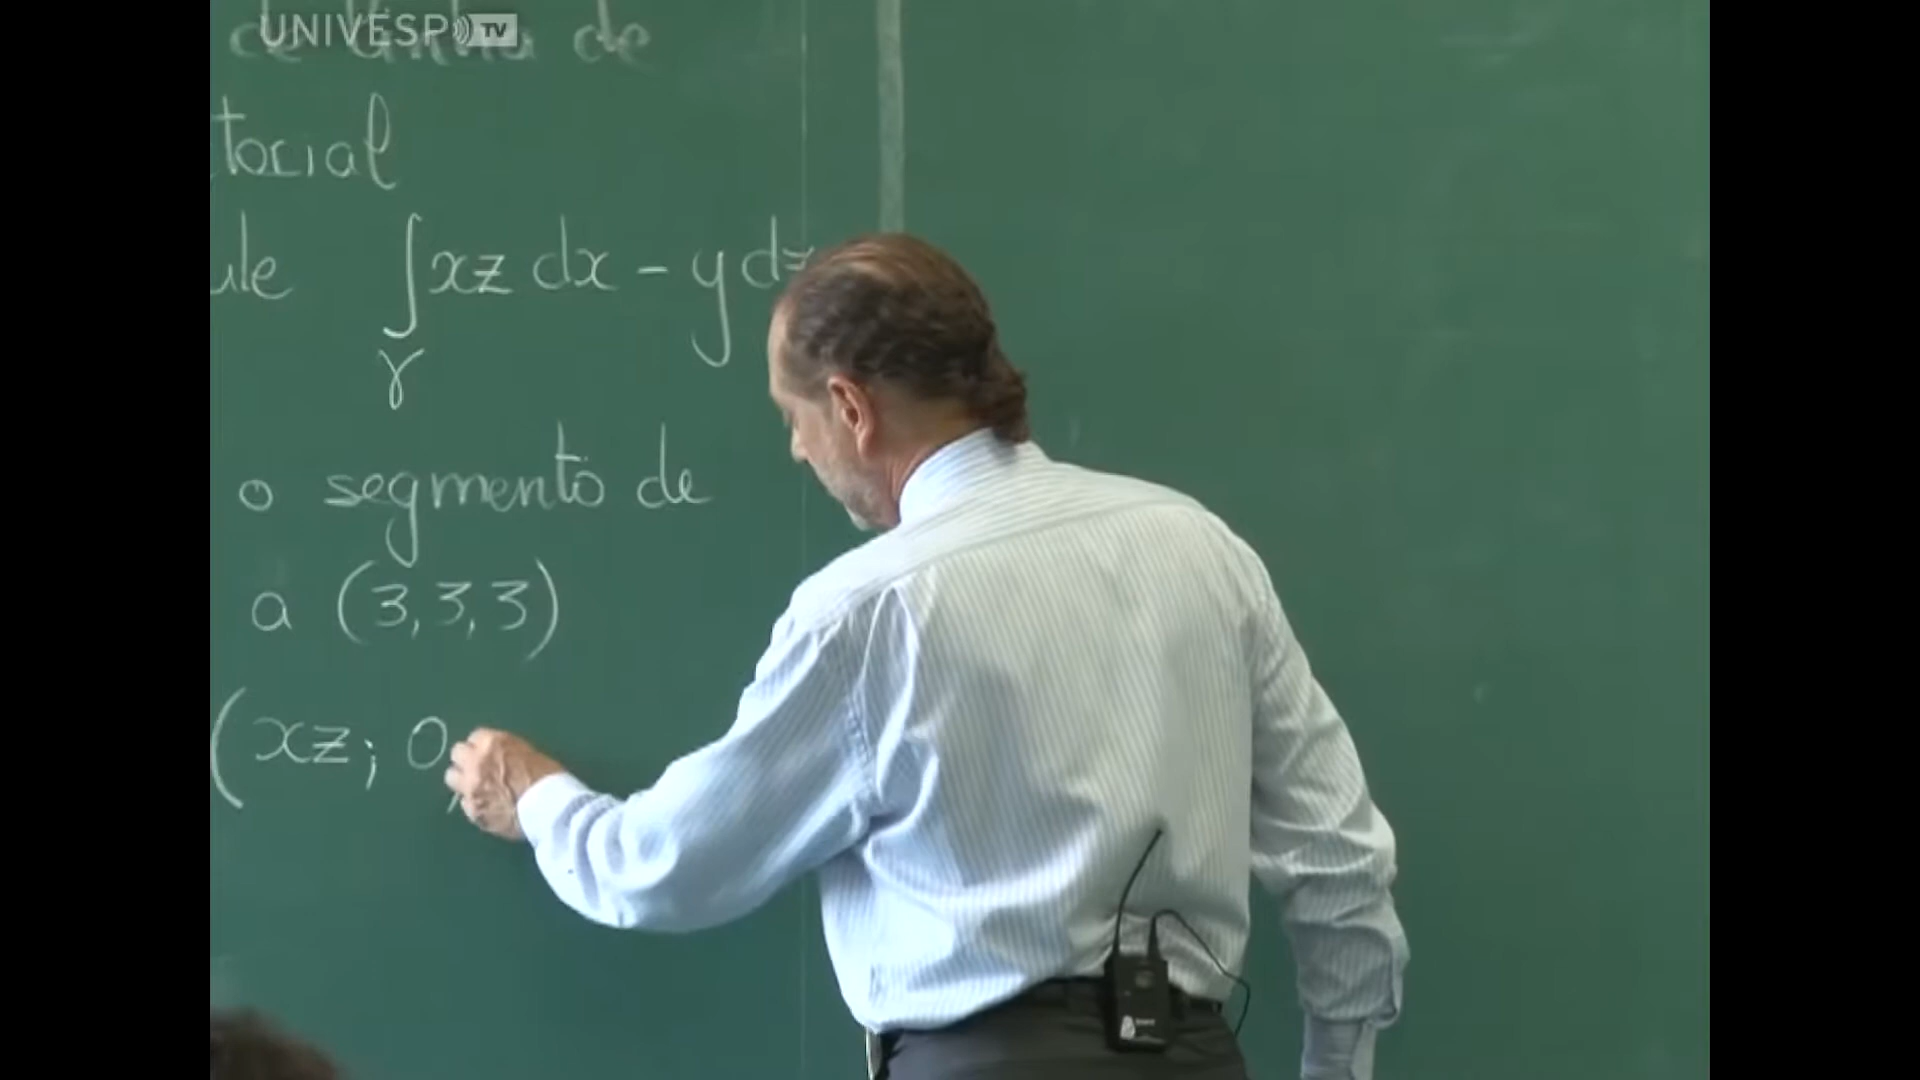 UNIVESP TV
de linha de
torial
ule ∫γ xz dx - y dz
o segmento de
a (3,3,3)
(xz; 0;